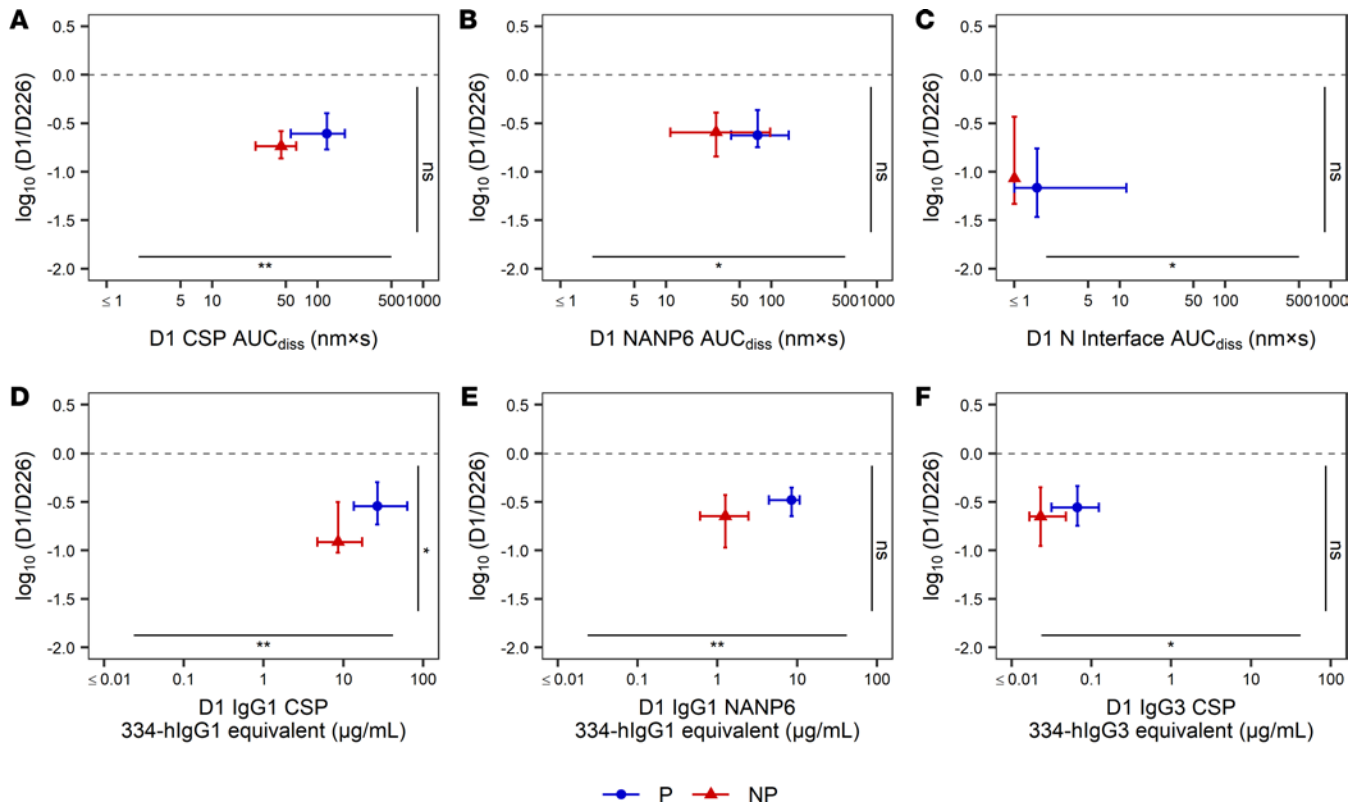 A
B
C
log10 (D1/D226)
0.5
0.0
-0.5
-1.0
-1.5
-2.0
ns
**
≤ 1 5 10 50 100 500 1000
D1 CSP AUCdiss (nm×s)
log10 (D1/D226)
0.5
0.0
-0.5
-1.0
-1.5
-2.0
ns
*
≤ 1 5 10 50 100 500 1000
D1 NANP6 AUCdiss (nm×s)
log10 (D1/D226)
0.5
0.0
-0.5
-1.0
-1.5
-2.0
ns
*
≤ 1 5 10 50 100 500 1000
D1 N Interface AUCdiss (nm×s)
D
E
F
log10 (D1/D226)
0.5
0.0
-0.5
-1.0
-1.5
-2.0
*
**
≤ 0.01 0.1 1 10 100
D1 IgG1 CSP
334-hIgG1 equivalent (µg/mL)
log10 (D1/D226)
0.5
0.0
-0.5
-1.0
-1.5
-2.0
ns
**
≤ 0.01 0.1 1 10 100
D1 IgG1 NANP6
334-hIgG1 equivalent (µg/mL)
log10 (D1/D226)
0.5
0.0
-0.5
-1.0
-1.5
-2.0
ns
*
≤ 0.01 0.1 1 10 100
D1 IgG3 CSP
334-hIgG3 equivalent (µg/mL)
P NP